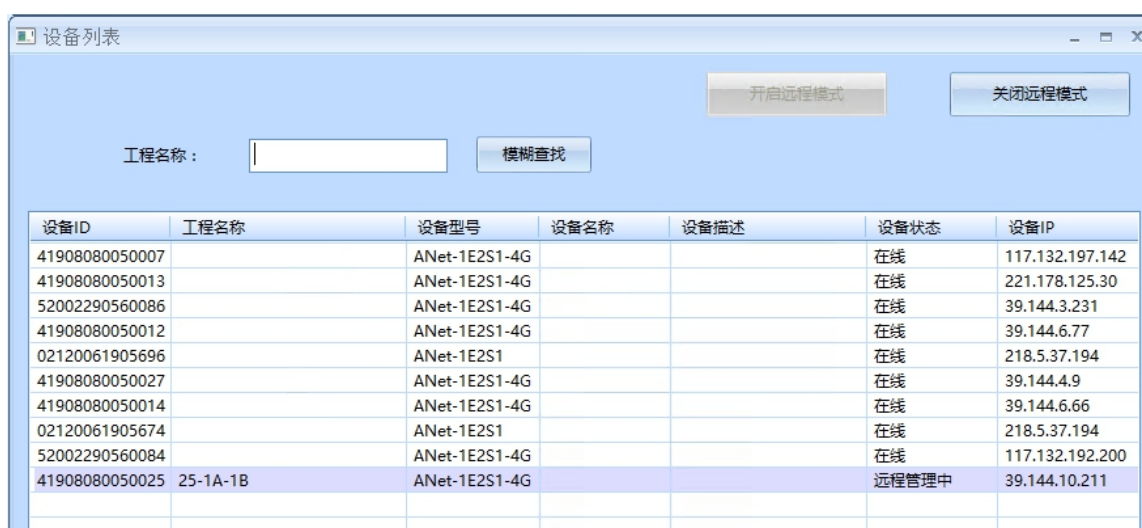 设备列表
开启远程模式 关闭远程模式
工程名称： 模糊查找
设备ID 工程名称 设备型号 设备名称 设备描述 设备状态 设备IP
41908080050007 ANet-1E2S1-4G 在线 117.132.197.142
41908080050013 ANet-1E2S1-4G 在线 221.178.125.30
52002290560086 ANet-1E2S1-4G 在线 39.144.3.231
41908080050012 ANet-1E2S1-4G 在线 39.144.6.77
02120061905696 ANet-1E2S1 在线 218.5.37.194
41908080050027 ANet-1E2S1-4G 在线 39.144.4.9
41908080050014 ANet-1E2S1-4G 在线 39.144.6.66
02120061905674 ANet-1E2S1 在线 218.5.37.194
52002290560084 ANet-1E2S1-4G 在线 117.132.192.200
41908080050025 25-1A-1B ANet-1E2S1-4G 远程管理中 39.144.10.211